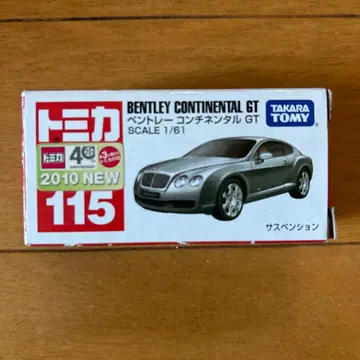 トミカ
BENTLEY CONTINENTAL GT
ベントレー コンチネンタル GT
SCALE 1/61
TAKARA
TOMY
トミカ 40
2010 NEW
115
サスペンション